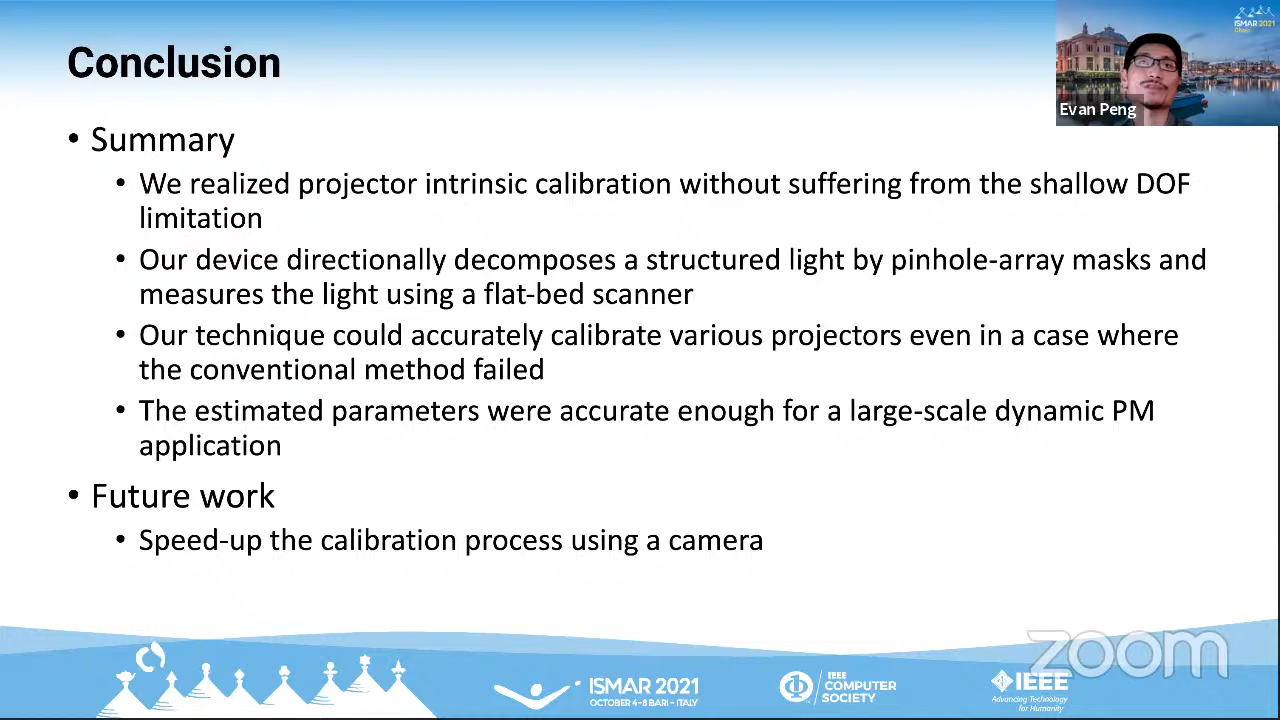 Conclusion
ISMAR 2021
Chair
Evan Peng
• Summary
• We realized projector intrinsic calibration without suffering from the shallow DOF
limitation
• Our device directionally decomposes a structured light by pinhole-array masks and
measures the light using a flat-bed scanner
• Our technique could accurately calibrate various projectors even in a case where
the conventional method failed
• The estimated parameters were accurate enough for a large-scale dynamic PM
application
• Future work
• Speed-up the calibration process using a camera
zoom
ISMAR 2021
OCTOBER 4-8 BARI - ITALY
IEEE
COMPUTER
SOCIETY
IEEE
Advancing Technology
for Humanity